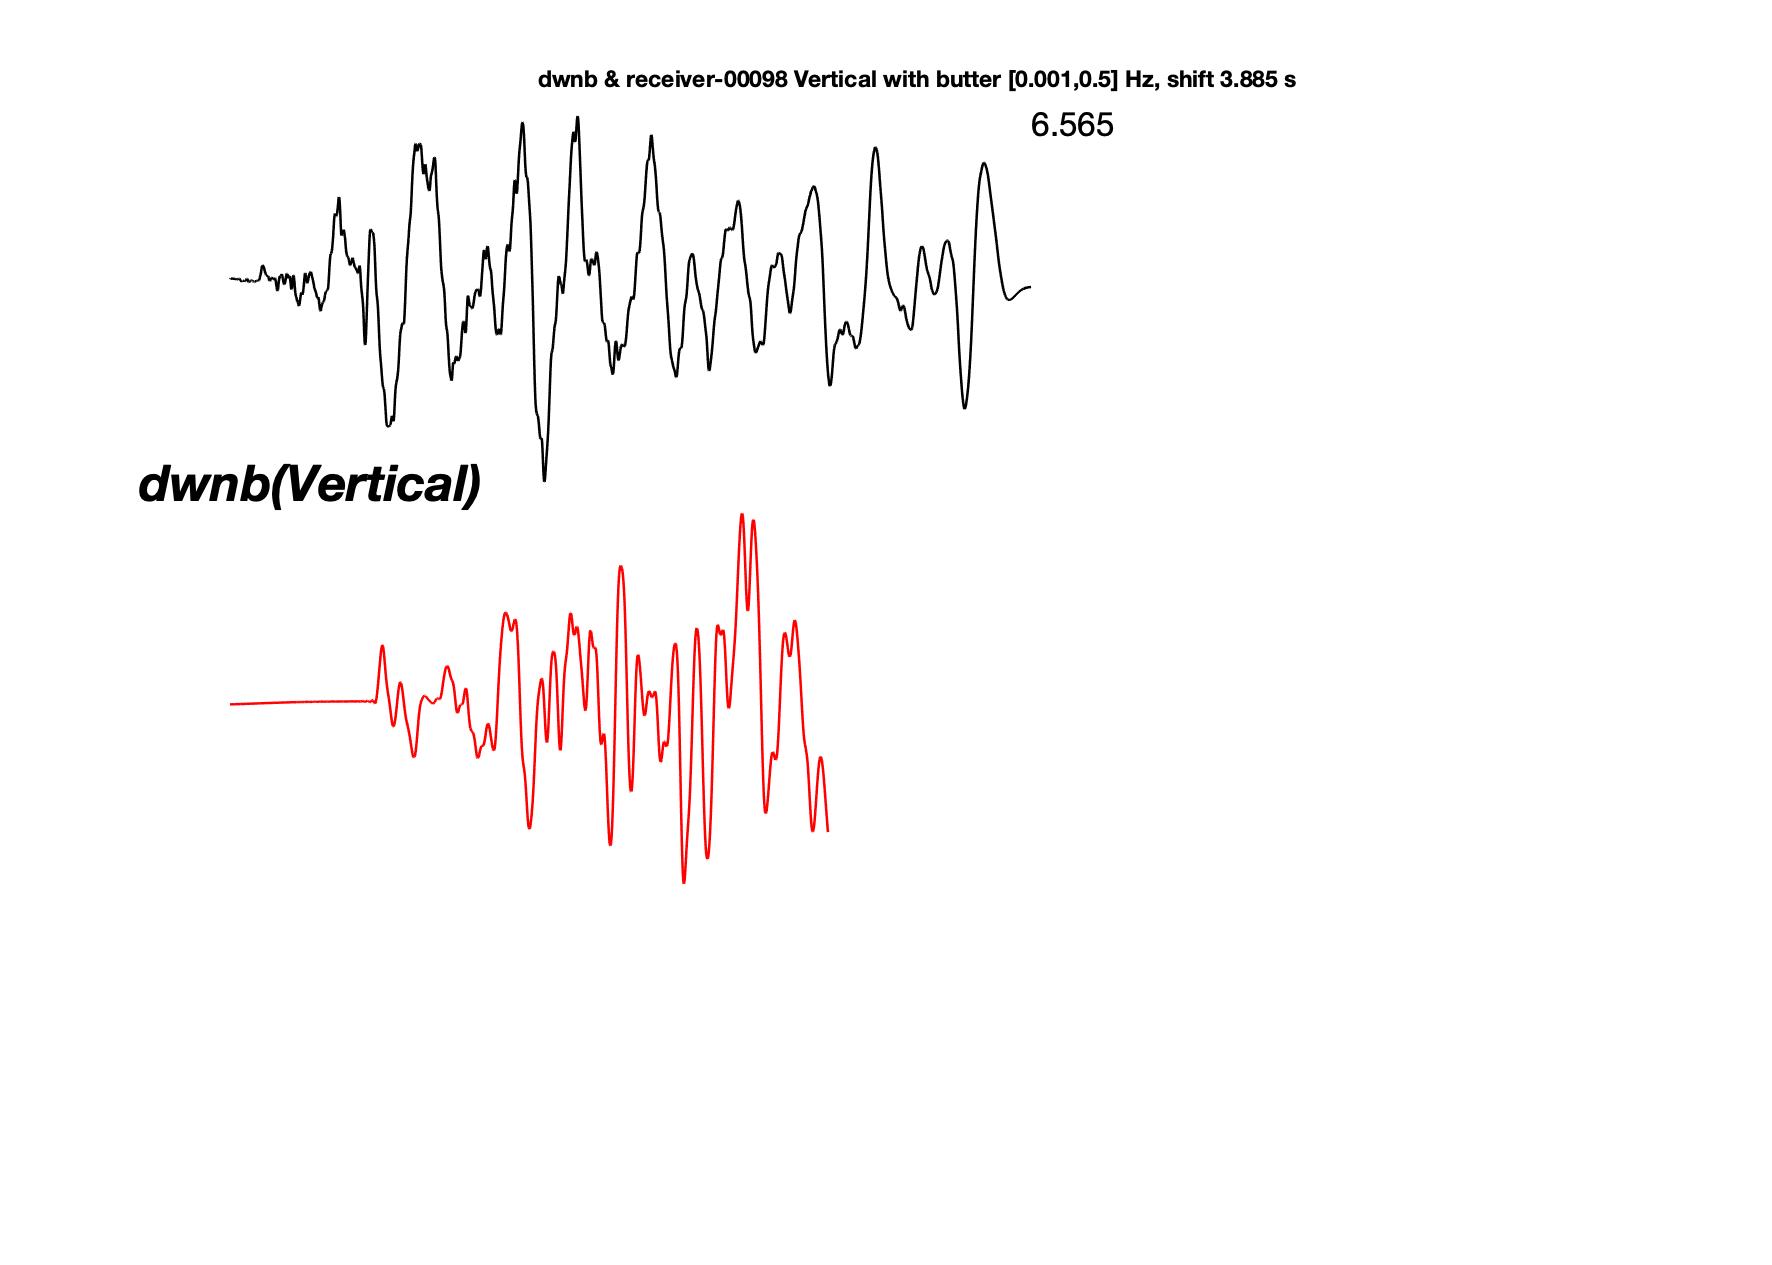 dwnb & receiver-00098 Vertical with butter [0.001,0.5] Hz, shift 3.885 s
6.565
dwnb(Vertical)